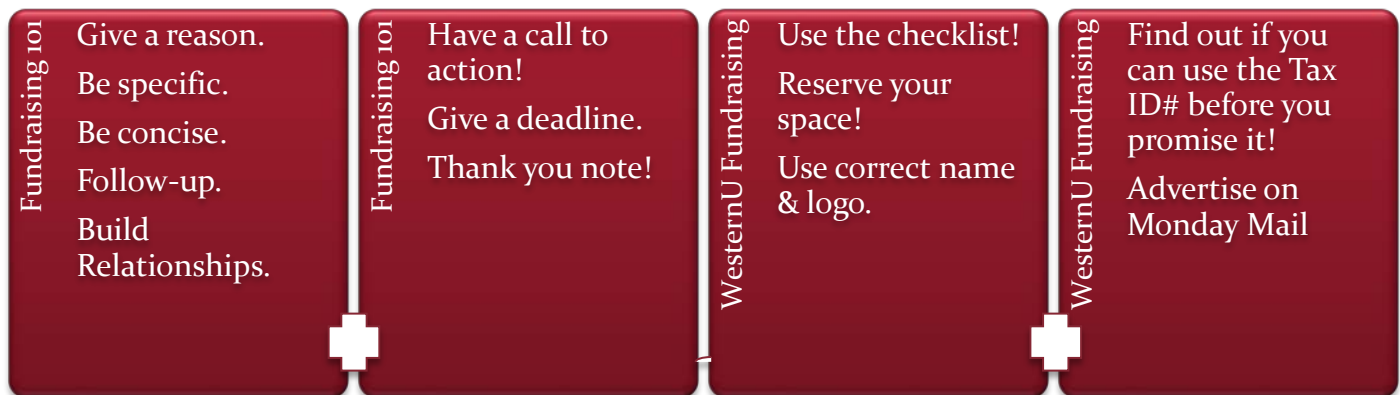 Fundraising 101
Give a reason.
Be specific.
Be concise.
Follow-up.
Build
Relationships.
Fundraising 101
Have a call to
action!
Give a deadline.
Thank you note!
WesternU Fundraising
Use the checklist!
Reserve your
space!
Use correct name
& logo.
WesternU Fundraising
Find out if you
can use the Tax
ID# before you
promise it!
Advertise on
Monday Mail